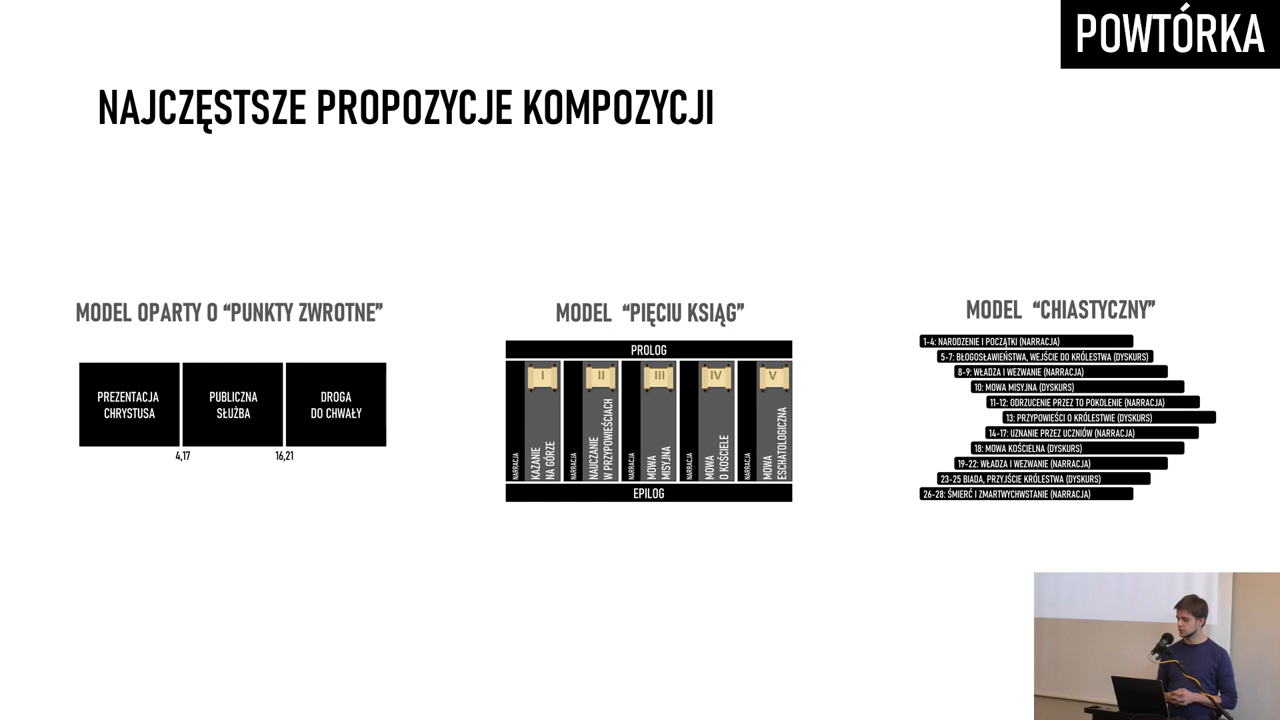 POWTÓRKA
NAJCZĘSTSZE PROPOZYCJE KOMPOZYCJI
MODEL OPARTY O “PUNKTY ZWROTNE”
PREZENTACJA
CHRYSTUSA
PUBLICZNA
SŁUŻBA
DROGA
DO CHWAŁY
4,17
16,21
MODEL “PIĘCIU KSIĄG”
PROLOG
I
II
III
IV
V
NARRACJA
KAZANIE
NA GÓRZE
NARRACJA
NAUCZANIE
W PRZYPOWIEŚCIACH
NARRACJA
MOWA
MISYJNA
NARRACJA
MOWA
O KOŚCIELE
NARRACJA
MOWA
ESCHATOLOGICZNA
EPILOG
MODEL “CHIASTYCZNY”
1-4: NARODZENIE I POCZĄTKI (NARRACJA)
5-7: BŁOGOSŁAWIEŃSTWA, WEJŚCIE DO KRÓLESTWA (DYSKURS)
8-9: WŁADZA I WEZWANIE (NARRACJA)
10: MOWA MISYJNA (DYSKURS)
11-12: ODRZUCENIE PRZEZ TO POKOLENIE (NARRACJA)
13: PRZYPOWIEŚCI O KRÓLESTWIE (DYSKURS)
14-17: UZNANIE PRZEZ UCZNIÓW (NARRACJA)
18: MOWA KOŚCIELNA (DYSKURS)
19-22: WŁADZA I WEZWANIE (NARRACJA)
23-25 BIADA, PRZYJŚCIE KRÓLESTWA (DYSKURS)
26-28: ŚMIERĆ I ZMARTWYCHWSTANIE (NARRACJA)